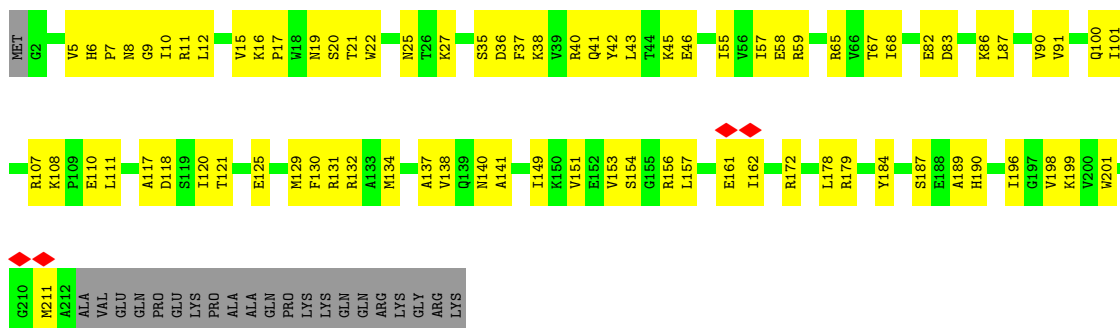 MET G2 V5 H6 P7 N8 G9 I10 R11 L12 V15 K16 P17 W18 N19 S20 T21 W22 N25 T26 K27 S35 D36 F37 K38 V39 R40 Q41 Y42 L43 T44 K45 E46 I55 V56 I57 E58 R59 R65 V66 T67 I68 E82 D83 K86 L87 V90 V91 Q100 I101
R107 K108 P109 E110 L111 A117 D118 S119 I120 T121 E125 M129 F130 R131 R132 A133 M134 A137 V138 Q139 N140 A141 I149 K150 V151 E152 V153 S154 G155 R156 L157 E161 I162 R172 L178 R179 Y184 S187 E188 A189 H190 I196 G197 V198 K199 V200 W201
G210 M211 A212 ALA VAL GLU GLN PRO GLU LYS PRO ALA ALA GLN PRO LYS LYS GLN GLN ARG LYS GLY ARG LYS